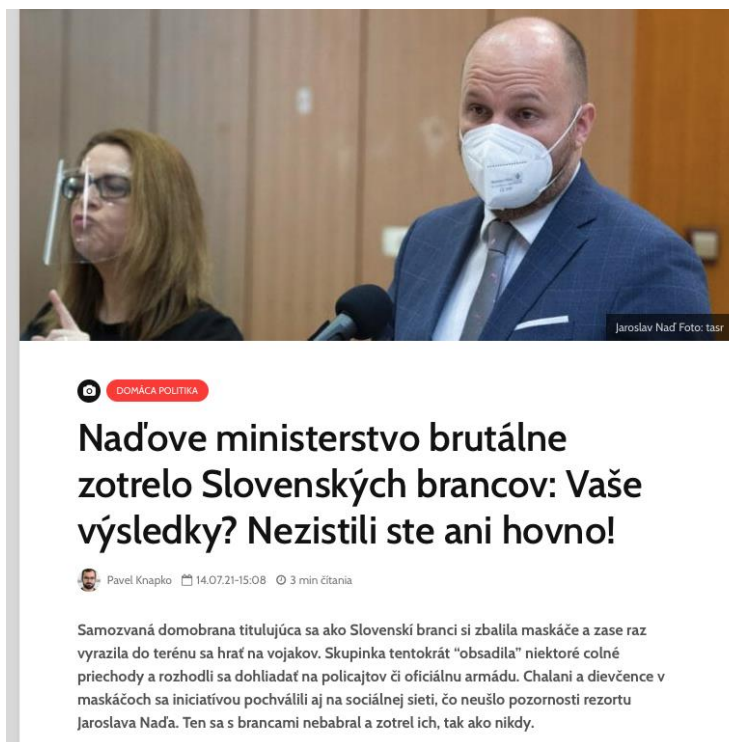 Jaroslav Naď Foto: tasr
DOMÁCA POLITIKA
Naďove ministerstvo brutálne
zotrelo Slovenských brancov: Vaše
výsledky? Nezistili ste ani hovno!
Pavel Knapko 14.07.21-15:08 3 min čítania
Samozvaná domobrana titulujúca sa ako Slovenskí branci si zbalila maskáče a zase raz
vyrazila do terénu sa hrať na vojakov. Skupinka tentokrát “obsadila” niektoré colné
priechody a rozhodli sa dohliadať na policajtov či oficiálnu armádu. Chalani a dievčence v
maskáčoch sa iniciatívou pochválili aj na sociálnej sieti, čo neušlo pozornosti rezortu
Jaroslava Naďa. Ten sa s brancami nebabral a zotrel ich, tak ako nikdy.